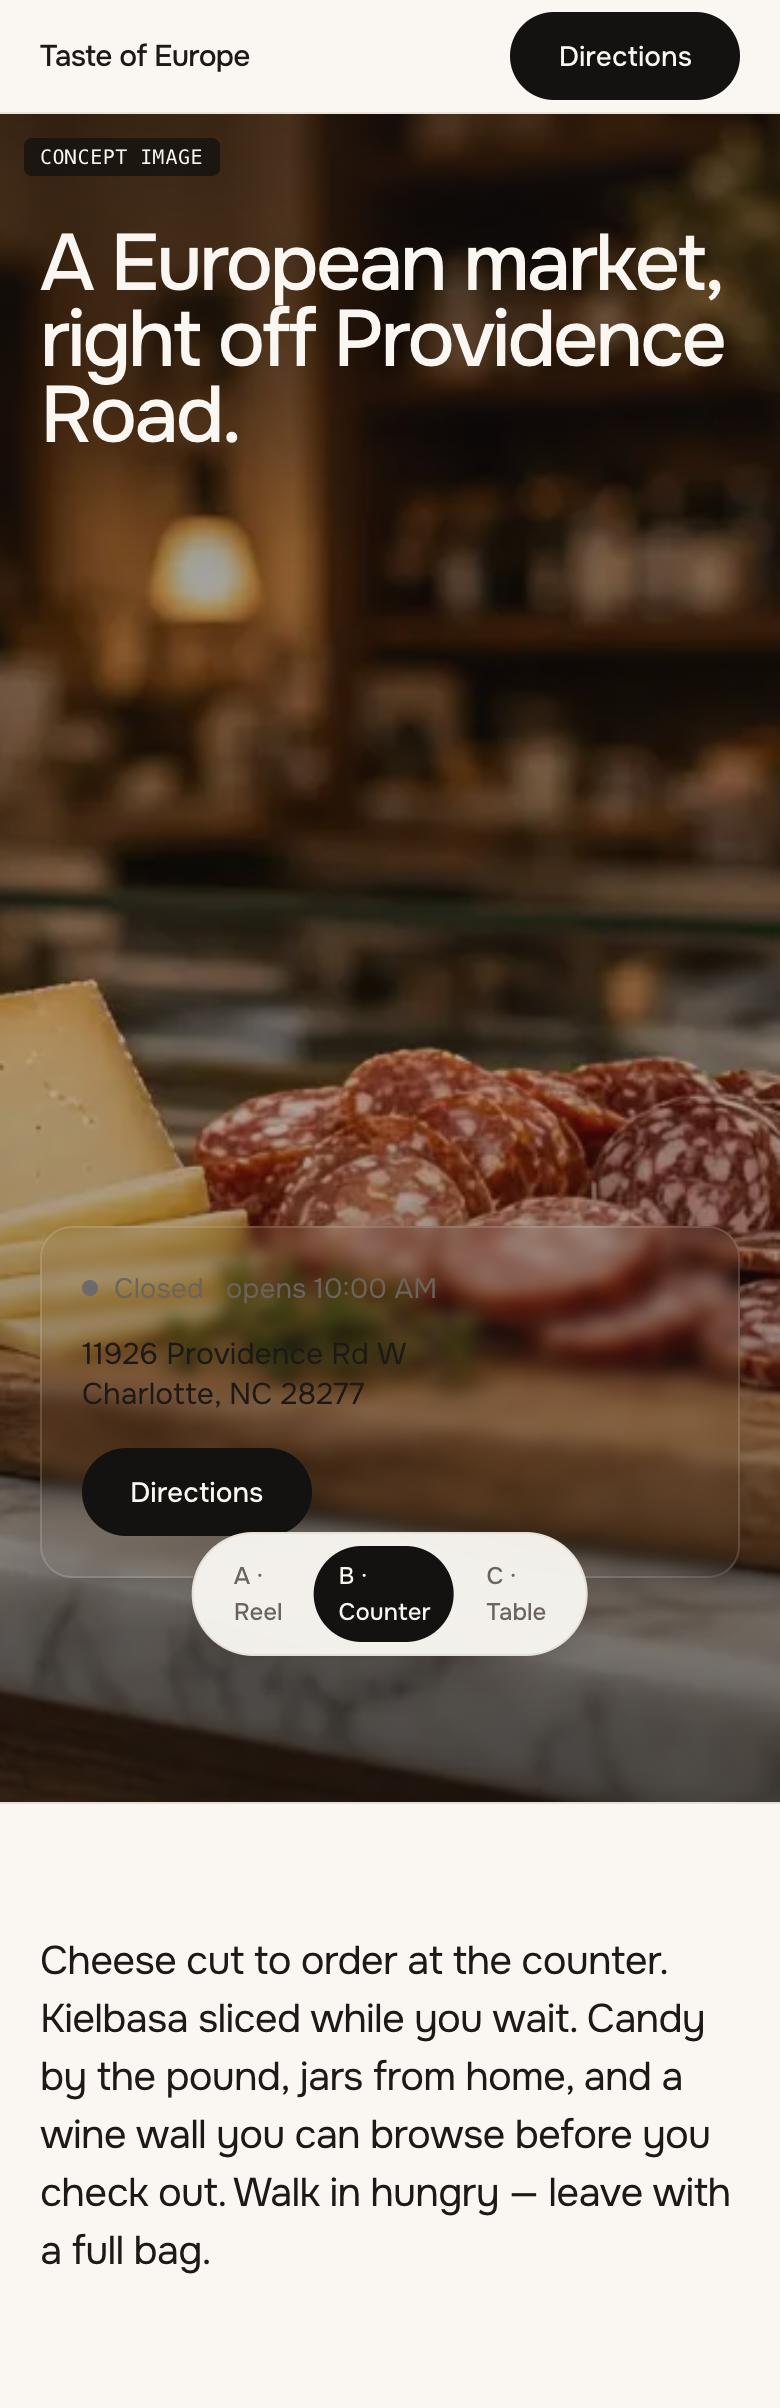 Taste of Europe
Directions
CONCEPT IMAGE
A European market,
right off Providence
Road.
Closed opens 10:00 AM
11926 Providence Rd W
Charlotte, NC 28277
Directions
A ·
Reel
B ·
Counter
C ·
Table
Cheese cut to order at the counter.
Kielbasa sliced while you wait. Candy
by the pound, jars from home, and a
wine wall you can browse before you
check out. Walk in hungry — leave with
a full bag.